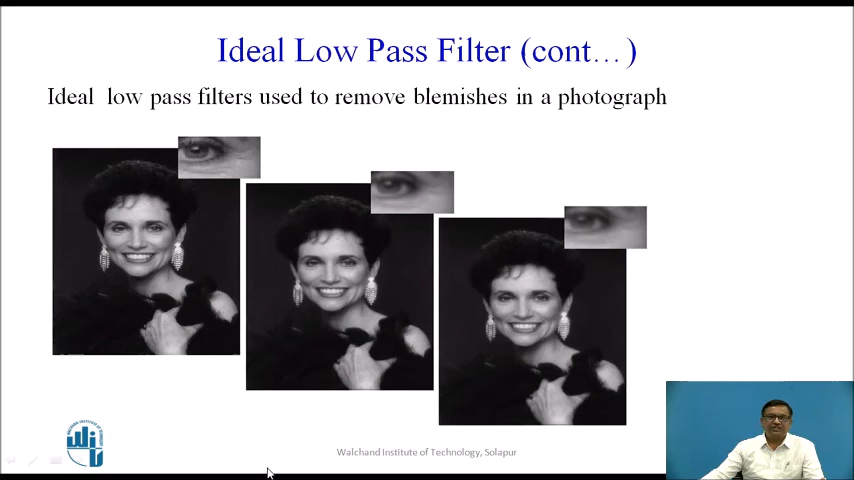 Ideal Low Pass Filter (cont… )
Ideal low pass filters used to remove blemishes in a photograph
Walchand Institute of Technology, Solapur